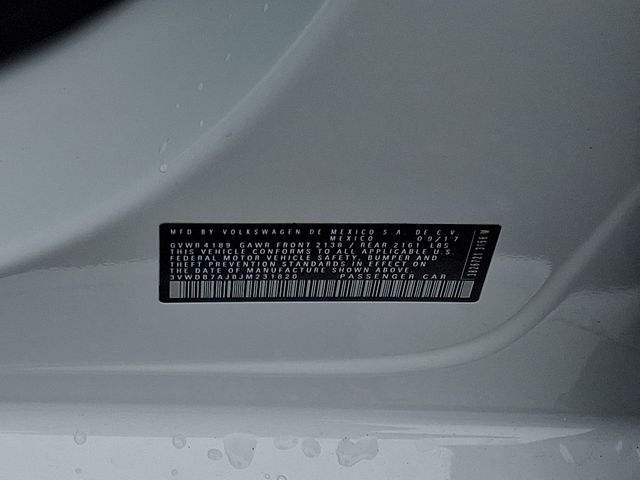 MFD BY VOLKSWAGEN DE MEXICO S.A. DE C.V.
MEXICO 09/17
GVWR 4189 GAWR FRONT 2138 / REAR 2161 LBS
THIS VEHICLE CONFORMS TO ALL APPLICABLE U.S.
FEDERAL MOTOR VEHICLE SAFETY, BUMPER AND
THEFT PREVENTION STANDARDS IN EFFECT ON
THE DATE OF MANUFACTURE SHOWN ABOVE.
3VWDB7AJ8JM231820 PASSENGER CAR